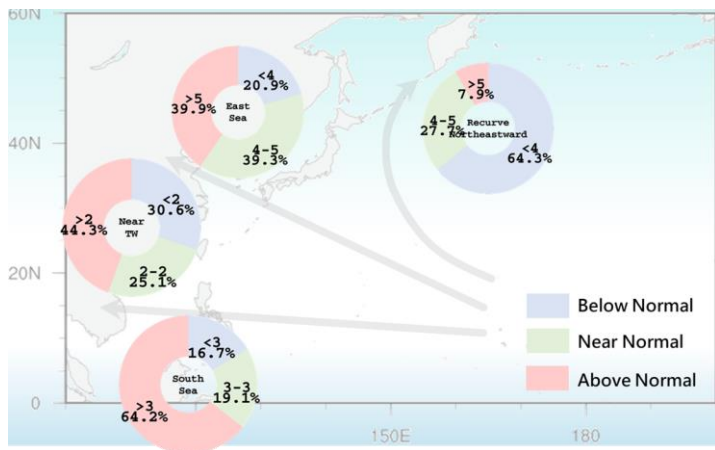 60N
40N
20N
0
150E
180
<4
20.9%
>5
39.9%
East
Sea
4-5
39.3%
>5
7.9%
4-5
27.7%
Recurve
Northeastward
<4
64.3%
<2
30.6%
>2
44.3%
Near
TW
2-2
25.1%
<3
16.7%
South
Sea
3-3
19.1%
>3
64.2%
Below Normal
Near Normal
Above Normal